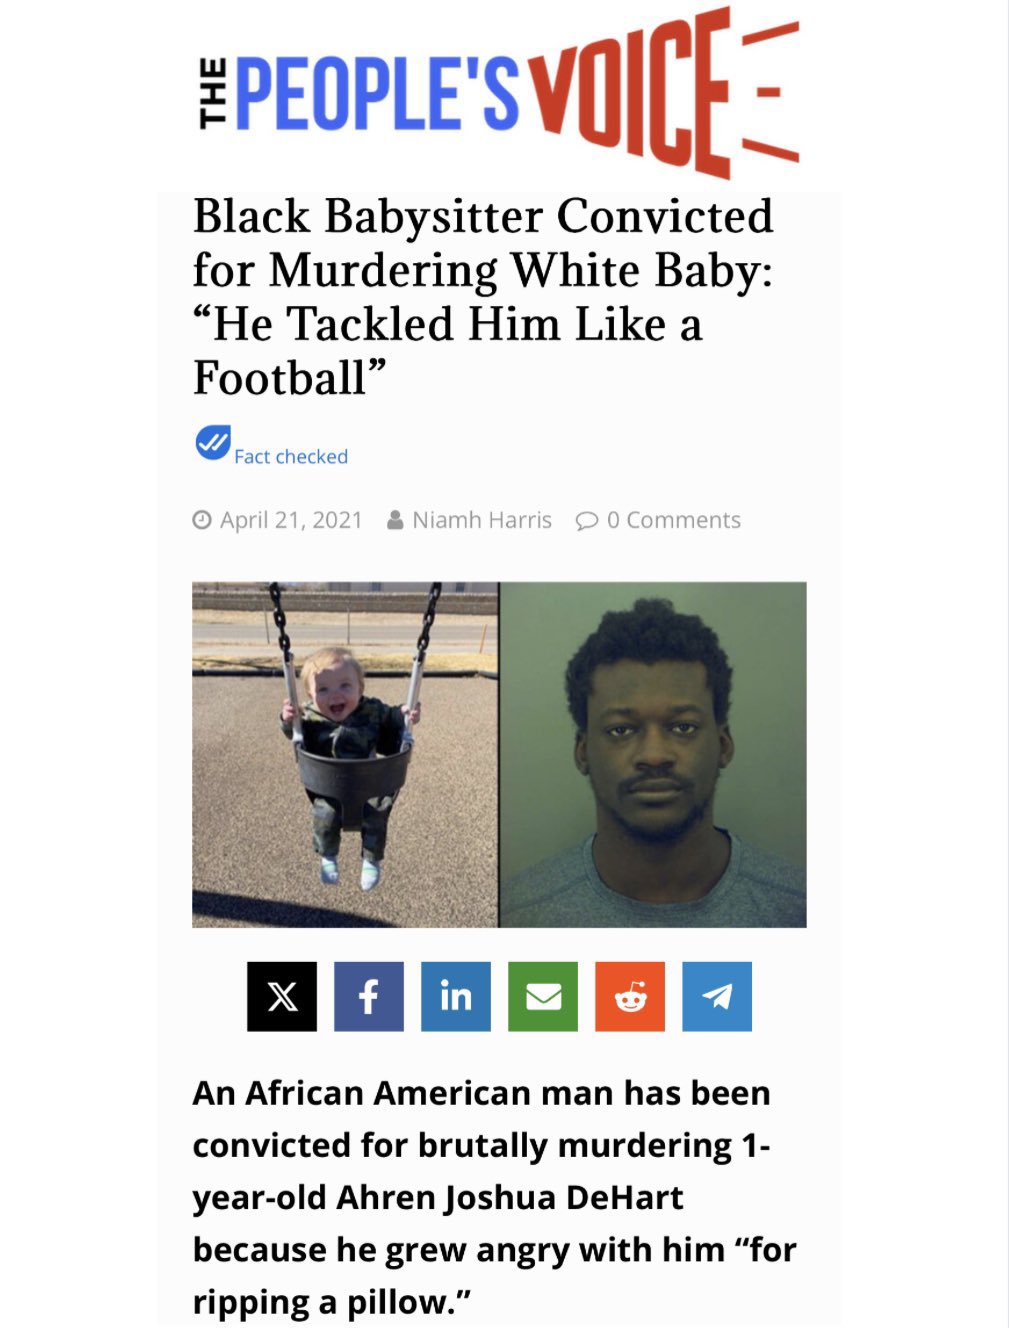 THE PEOPLE'S VOICE
Black Babysitter Convicted
for Murdering White Baby:
“He Tackled Him Like a
Football”
Fact checked
April 21, 2021 Niamh Harris 0 Comments
An African American man has been
convicted for brutally murdering 1-
year-old Ahren Joshua DeHart
because he grew angry with him “for
ripping a pillow.”